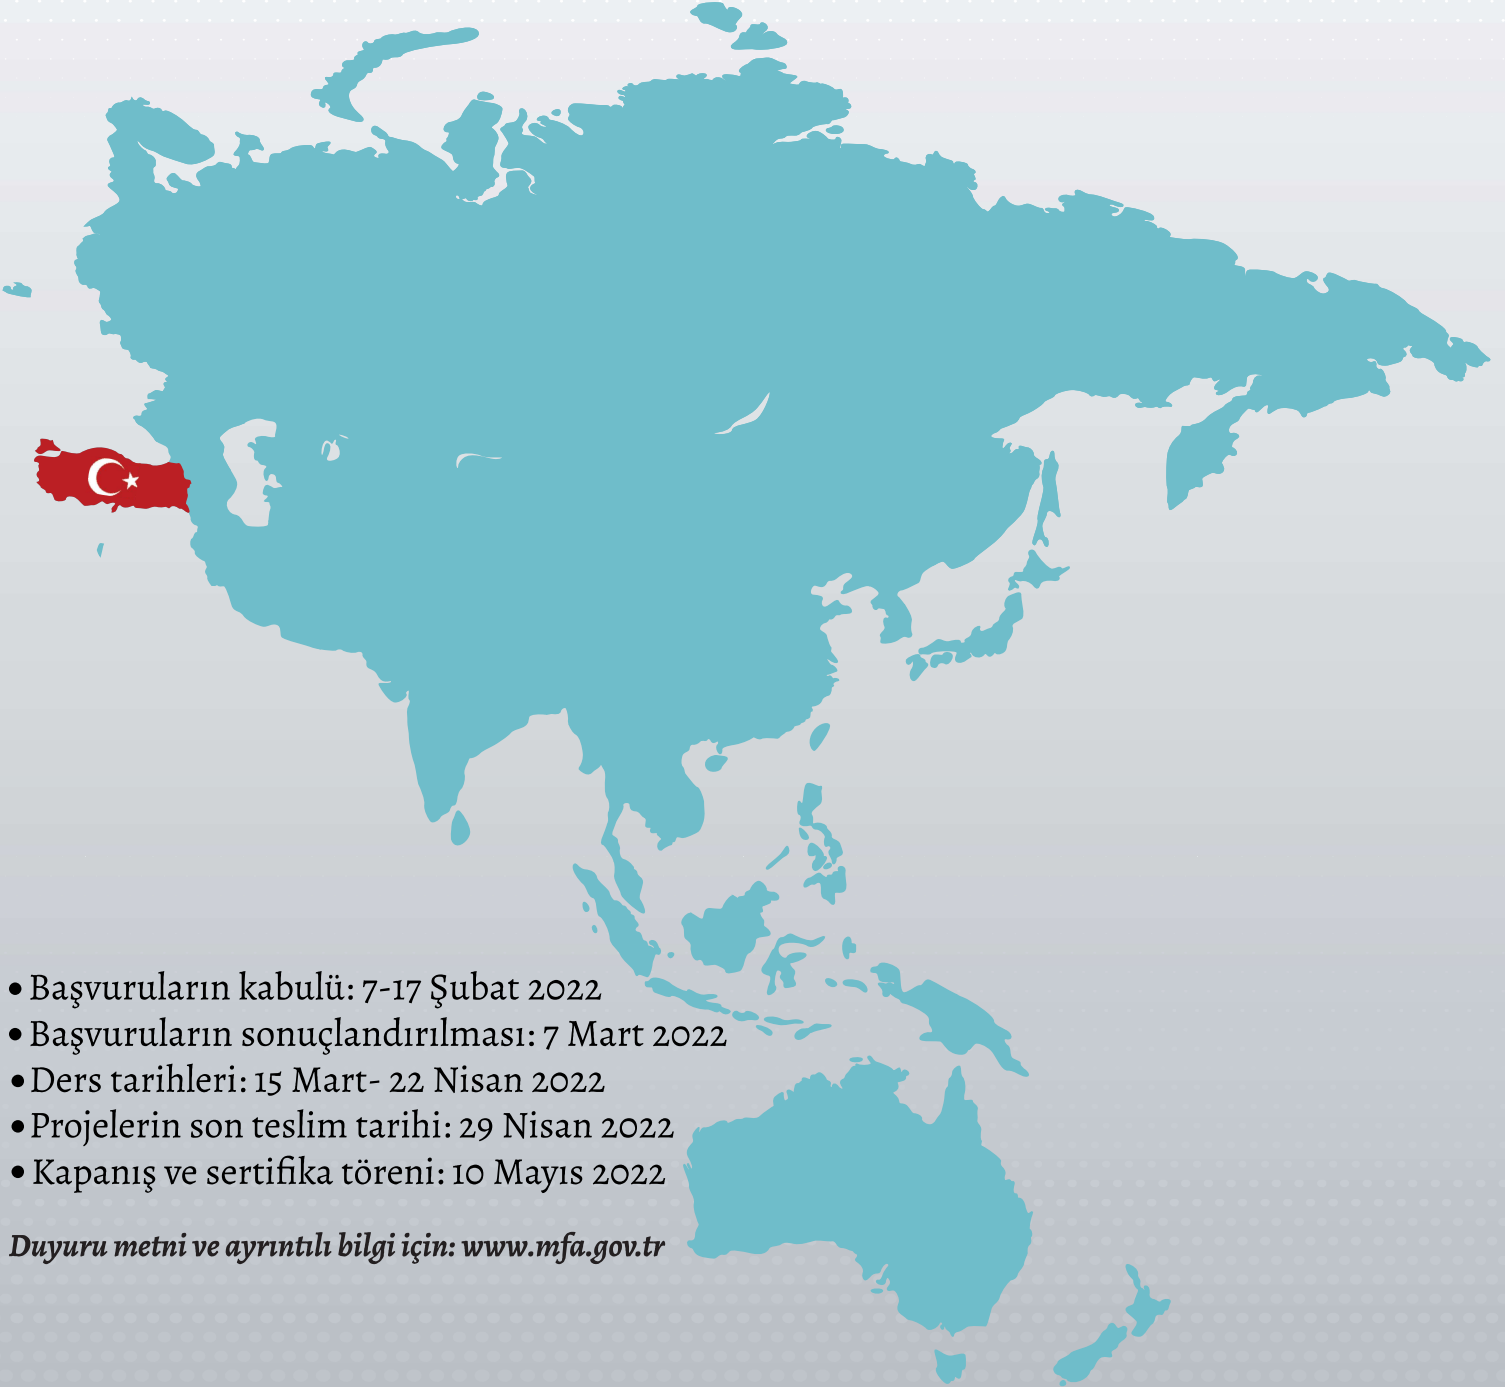 • Başvuruların kabulü: 7-17 Şubat 2022
• Başvuruların sonuçlandırılması: 7 Mart 2022
• Ders tarihleri: 15 Mart- 22 Nisan 2022
• Projelerin son teslim tarihi: 29 Nisan 2022
• Kapanış ve sertifika töreni: 10 Mayıs 2022
Duyuru metni ve ayrıntılı bilgi için: www.mfa.gov.tr